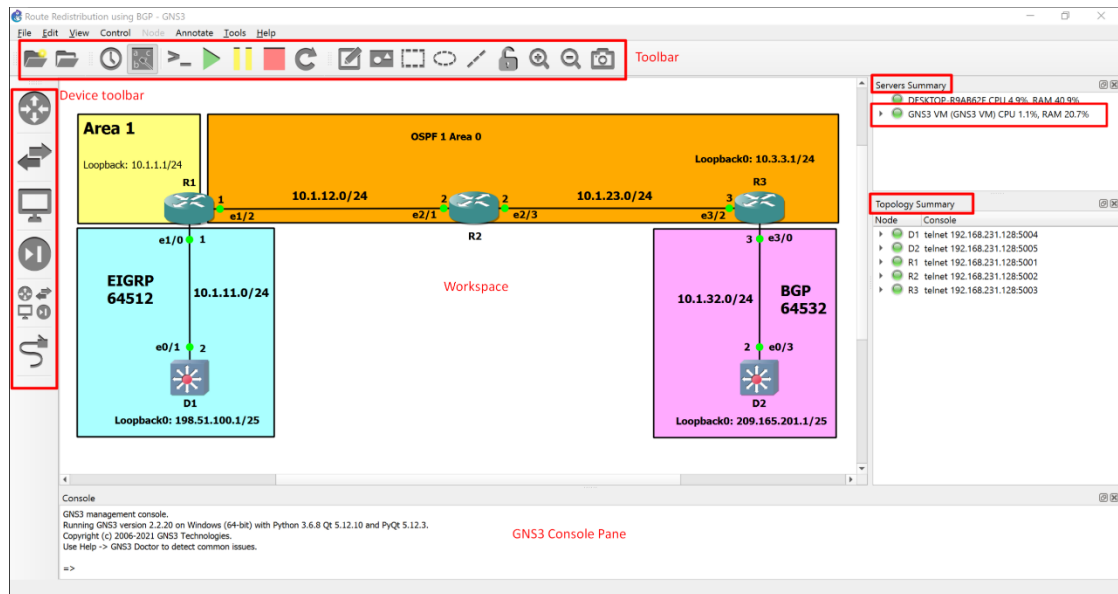 Route Redistribution using BGP - GNS3
File Edit View Control Node Annotate Tools Help
Toolbar
Device toolbar
Servers Summary
DESKTOP-R9AB62F CPU 4.9%, RAM 40.9%
GNS3 VM (GNS3 VM) CPU 1.1%, RAM 20.7%
Topology Summary
Node Console
D1 telnet 192.168.231.128:5004
D2 telnet 192.168.231.128:5005
R1 telnet 192.168.231.128:5001
R2 telnet 192.168.231.128:5002
R3 telnet 192.168.231.128:5003
Area 1
Loopback: 10.1.1.1/24
R1
OSPF 1 Area 0
Loopback0: 10.3.3.1/24
R3
1
10.1.12.0/24
2
2
10.1.23.0/24
3
e1/2
e2/1
e2/3
e3/2
R2
e1/0
1
3
e3/0
EIGRP
64512
10.1.11.0/24
Workspace
10.1.32.0/24
BGP
64532
e0/1
2
2
e0/3
D1
D2
Loopback0: 198.51.100.1/25
Loopback0: 209.165.201.1/25
Console
GNS3 management console.
Running GNS3 version 2.2.20 on Windows (64-bit) with Python 3.6.8 Qt 5.12.10 and PyQt 5.12.3.
Copyright (c) 2006-2021 GNS3 Technologies.
Use Help -> GNS3 Doctor to detect common issues.
=>
GNS3 Console Pane